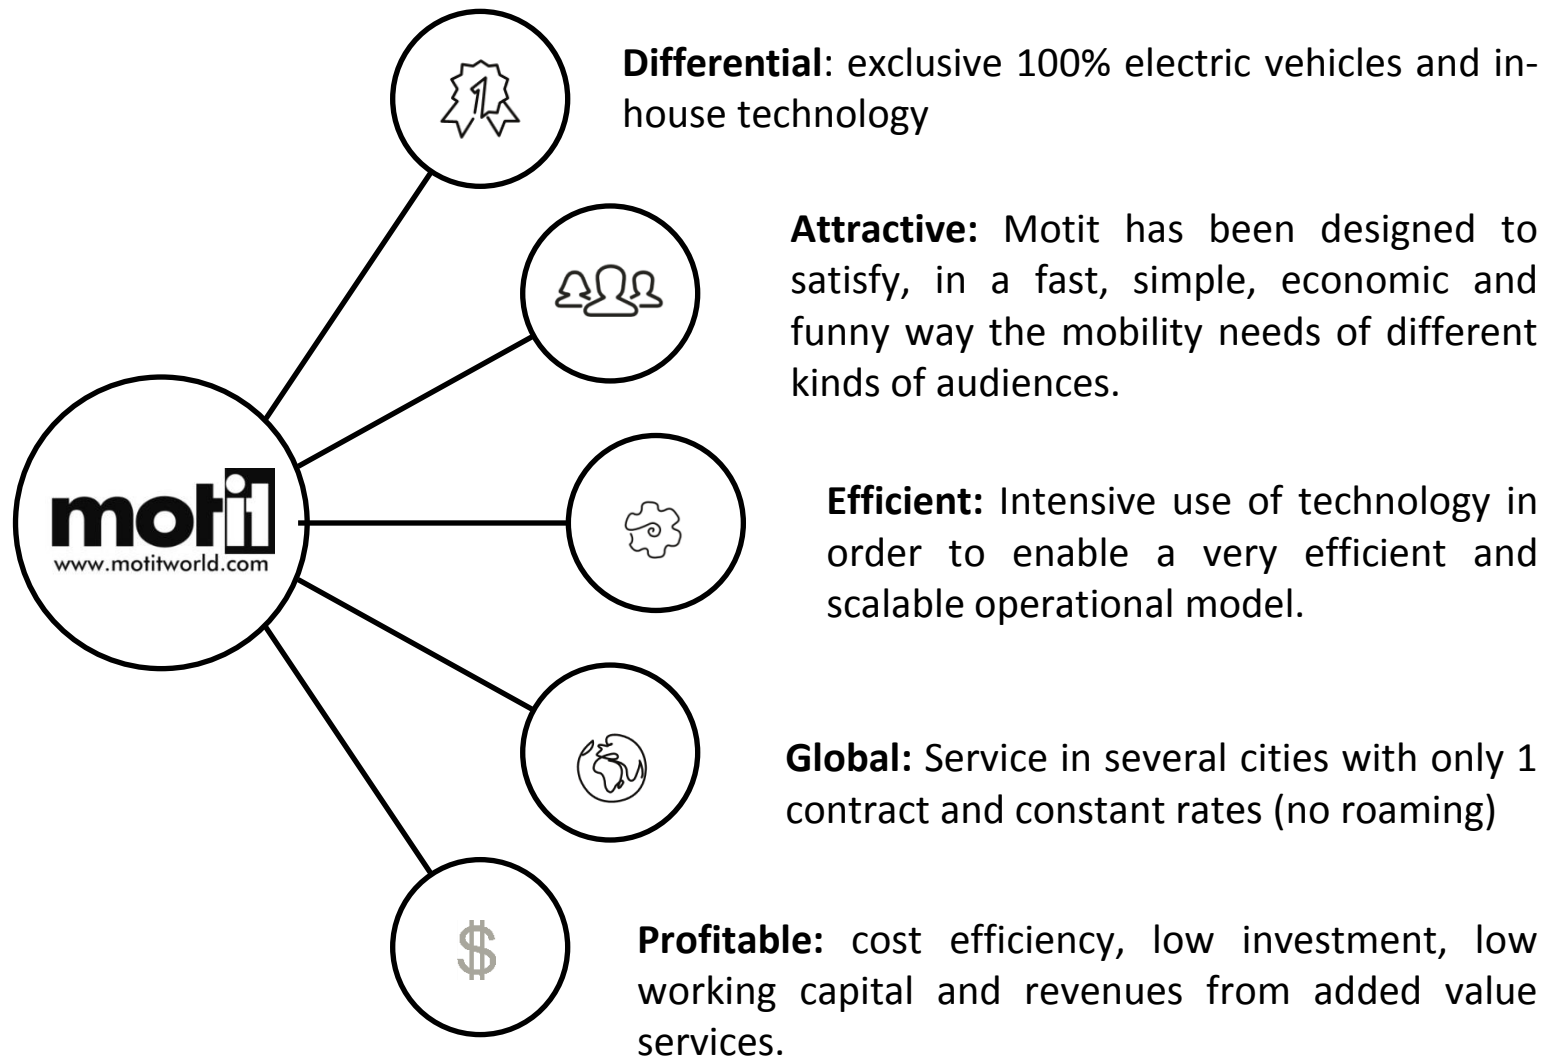 Differential: exclusive 100% electric vehicles and in-
house technology
Attractive: Motit has been designed to
satisfy, in a fast, simple, economic and
funny way the mobility needs of different
kinds of audiences.
motit
www.motitworld.com
Efficient: Intensive use of technology in
order to enable a very efficient and
scalable operational model.
Global: Service in several cities with only 1
contract and constant rates (no roaming)
Profitable: cost efficiency, low investment, low
working capital and revenues from added value
services.
1
$